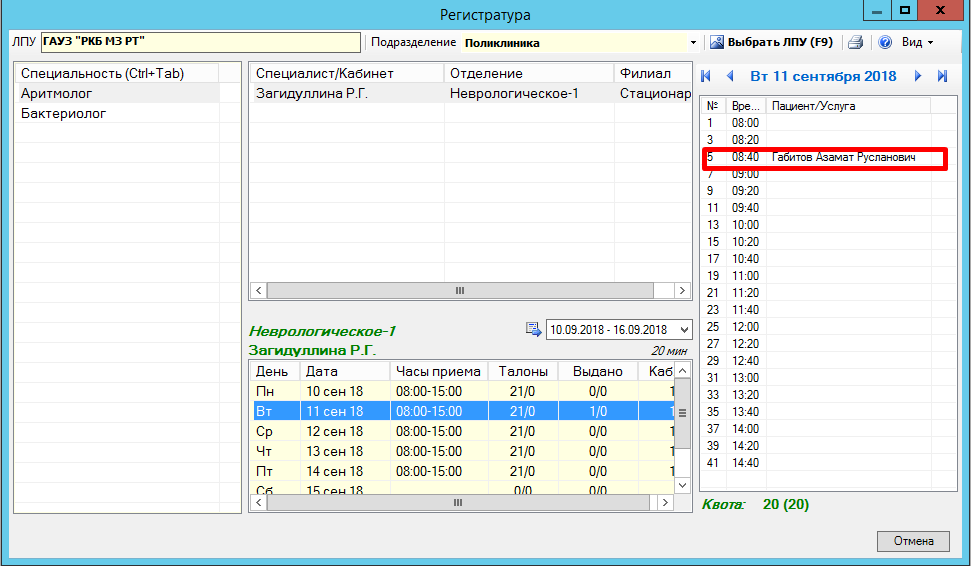 Регистратура
ЛПУ ГАУЗ "РКБ МЗ РТ" Подразделение Поликлиника Выбрать ЛПУ (F9) Вид
Специальность (Ctrl+Tab)
Аритмолог
Бактериолог
Специалист/Кабинет Отделение Филиал
Загидуллина Р.Г. Неврологическое-1 Стационар
Неврологическое-1 10.09.2018 - 16.09.2018
Загидуллина Р.Г. 20 мин
День Дата Часы приема Талоны Выдано Каб
Пн 10 сен 18 08:00-15:00 21/0 0/0 1
Вт 11 сен 18 08:00-15:00 21/0 1/0 1
Ср 12 сен 18 08:00-15:00 21/0 0/0 1
Чт 13 сен 18 08:00-15:00 21/0 0/0 1
Пт 14 сен 18 08:00-15:00 21/0 0/0 1
Сб 15 сен 18 0/0 0/0
Вт 11 сентября 2018
№ Вре... Пациент/Услуга
1 08:00
3 08:20
5 08:40 Габитов Азамат Русланович
7 09:00
9 09:20
11 09:40
13 10:00
15 10:20
17 10:40
19 11:00
21 11:20
23 11:40
25 12:00
27 12:20
29 12:40
31 13:00
33 13:20
35 13:40
37 14:00
39 14:20
41 14:40
Квота: 20 (20)
Отмена